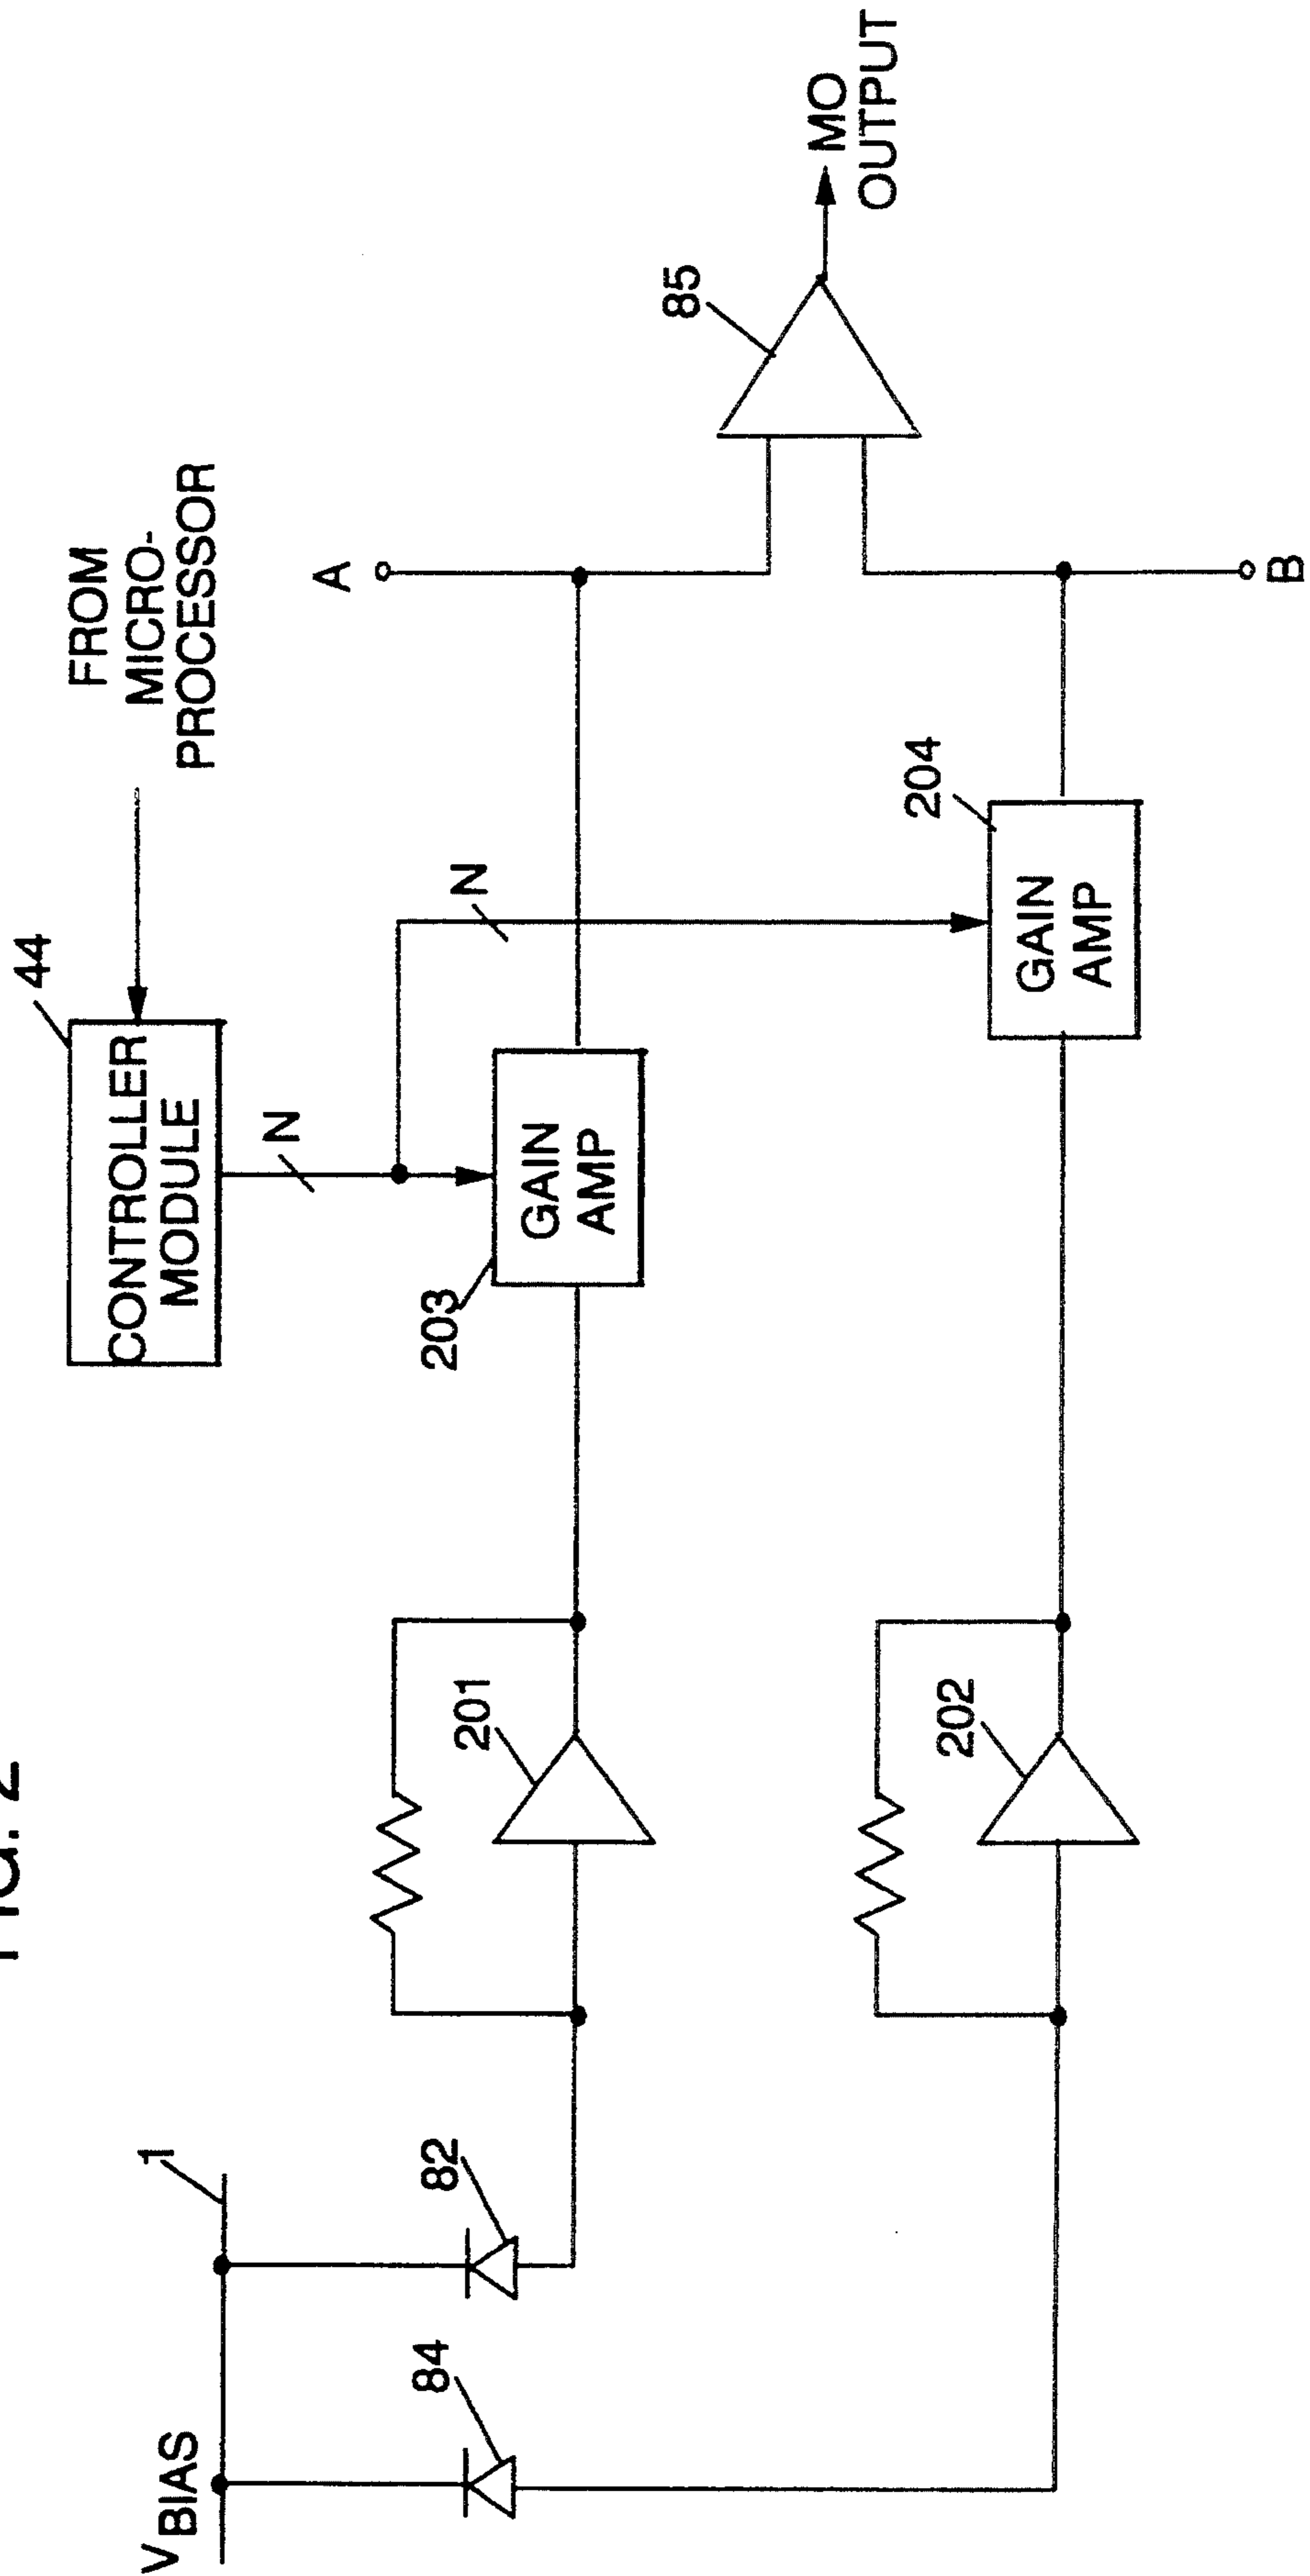 FIG. 2
V BIAS
1
84
82
201
202
44
CONTROLLER
MODULE
FROM
MICRO-
PROCESSOR
N
N
203
GAIN
AMP
204
GAIN
AMP
A
B
85
MO
OUTPUT